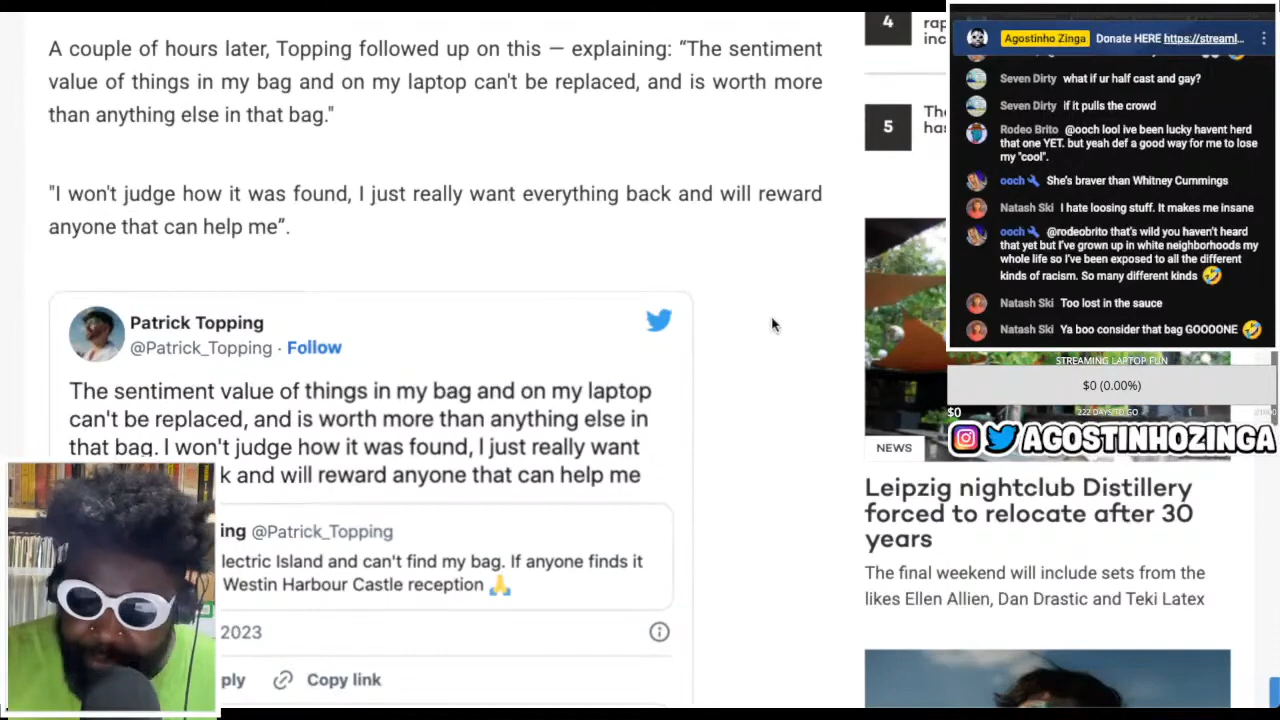 A couple of hours later, Topping followed up on this — explaining: “The sentiment
value of things in my bag and on my laptop can't be replaced, and is worth more
than anything else in that bag."
"I won't judge how it was found, I just really want everything back and will reward
anyone that can help me”.
Patrick Topping
@Patrick_Topping · Follow
The sentiment value of things in my bag and on my laptop
can't be replaced, and is worth more than anything else in
that bag. I won't judge how it was found, I just really want
k and will reward anyone that can help me
ing @Patrick_Topping
lectric Island and can't find my bag. If anyone finds it
Westin Harbour Castle reception 🙏
2023
ply Copy link
4
rap
inc
5
The
has
NEWS
Leipzig nightclub Distillery
forced to relocate after 30
years
The final weekend will include sets from the
likes Ellen Allien, Dan Drastic and Teki Latex
Agostinho Zinga Donate HERE https://streaml...
Seven Dirty what if ur half cast and gay?
Seven Dirty if it pulls the crowd
Rodeo Brito @ooch lool ive been lucky havent herd
that one YET. but yeah def a good way for me to lose
my "cool".
ooch She's braver than Whitney Cummings
Natash Ski I hate loosing stuff. It makes me insane
ooch @rodeobrito that's wild you haven't heard
that yet but I've grown up in white neighborhoods my
whole life so I've been exposed to all the different
kinds of racism. So many different kinds 🤣
Natash Ski Too lost in the sauce
Natash Ski Ya boo consider that bag GOOOONE 🤣
STREAMING LAPTOP FUN
$0 (0.00%)
$0
222 DAYS TO GO
AGOSTINHOZINGA